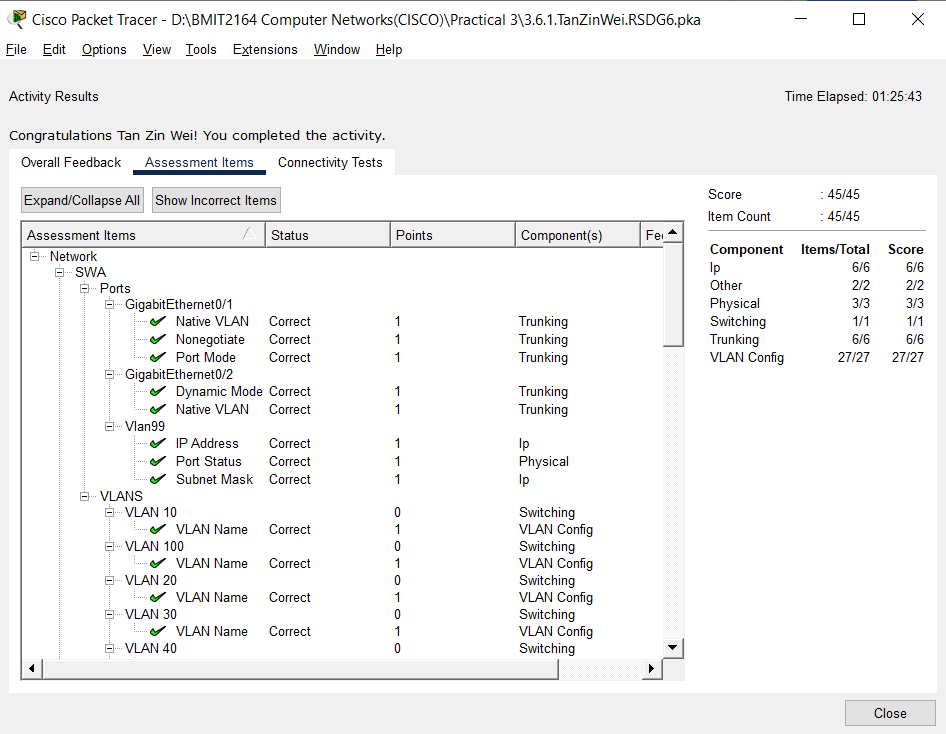 Cisco Packet Tracer - D:\BMIT2164 Computer Networks(CISCO)\Practical 3\3.6.1.TanZinWei.RSDG6.pka
File Edit Options View Tools Extensions Window Help
Activity Results Time Elapsed: 01:25:43
Congratulations Tan Zin Wei! You completed the activity.
Overall Feedback Assessment Items Connectivity Tests
Expand/Collapse All Show Incorrect Items
Assessment Items Status Points Component(s) Fee
Network
SWA
Ports
GigabitEthernet0/1
Native VLAN Correct 1 Trunking
Nonegotiate Correct 1 Trunking
Port Mode Correct 1 Trunking
GigabitEthernet0/2
Dynamic Mode Correct 1 Trunking
Native VLAN Correct 1 Trunking
Vlan99
IP Address Correct 1 Ip
Port Status Correct 1 Physical
Subnet Mask Correct 1 Ip
VLANS
VLAN 10 0 Switching
VLAN Name Correct 1 VLAN Config
VLAN 100 0 Switching
VLAN Name Correct 1 VLAN Config
VLAN 20 0 Switching
VLAN Name Correct 1 VLAN Config
VLAN 30 0 Switching
VLAN Name Correct 1 VLAN Config
VLAN 40 0 Switching
Score : 45/45
Item Count : 45/45
Component Items/Total Score
Ip 6/6 6/6
Other 2/2 2/2
Physical 3/3 3/3
Switching 1/1 1/1
Trunking 6/6 6/6
VLAN Config 27/27 27/27
Close